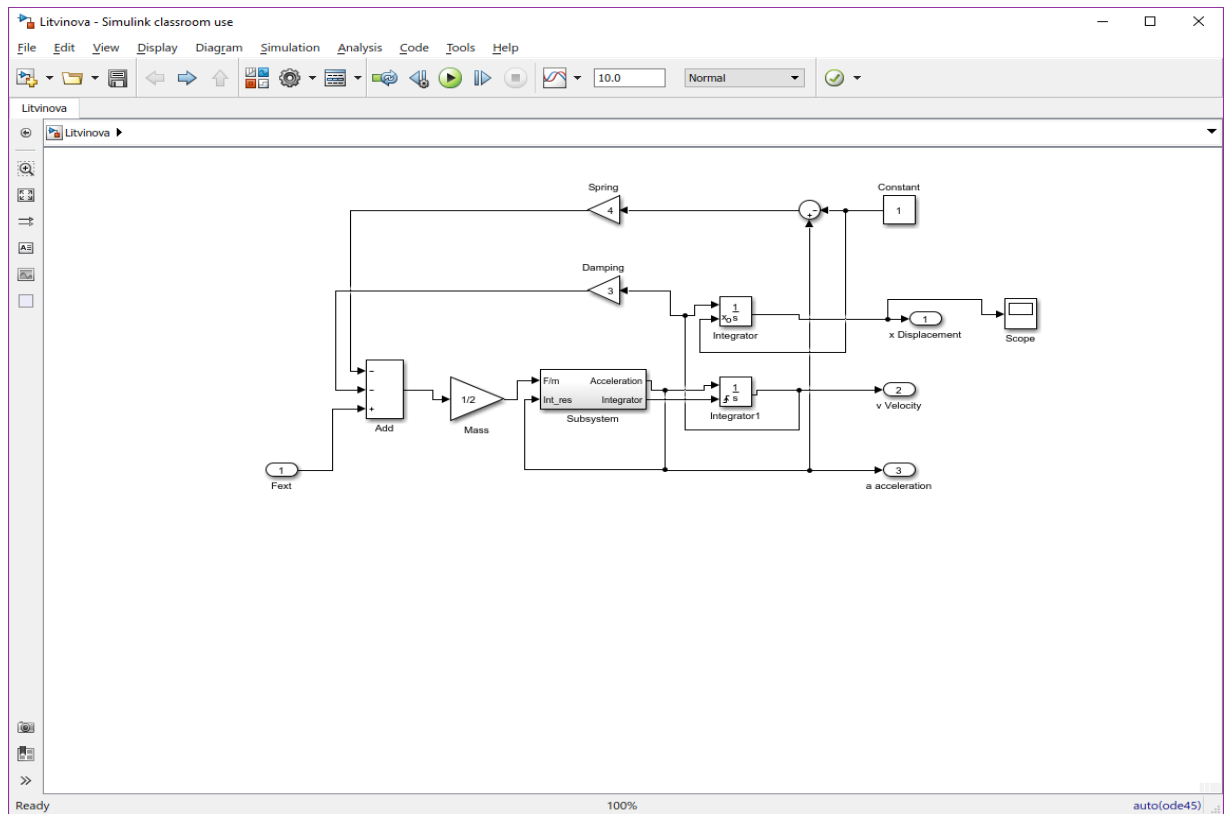 Litvinova - Simulink classroom use
File Edit View Display Diagram Simulation Analysis Code Tools Help
10.0 Normal
Litvinova
Litvinova
Spring
4
Constant
1
- +
Damping
3
1
s
xo
Integrator
1
x Displacement
Scope
-
-
+
Add
1/2
Mass
F/m Acceleration
Int_res Integrator
Subsystem
1
s
Integrator1
2
v Velocity
1
Fext
3
a acceleration
Ready 100% auto(ode45)